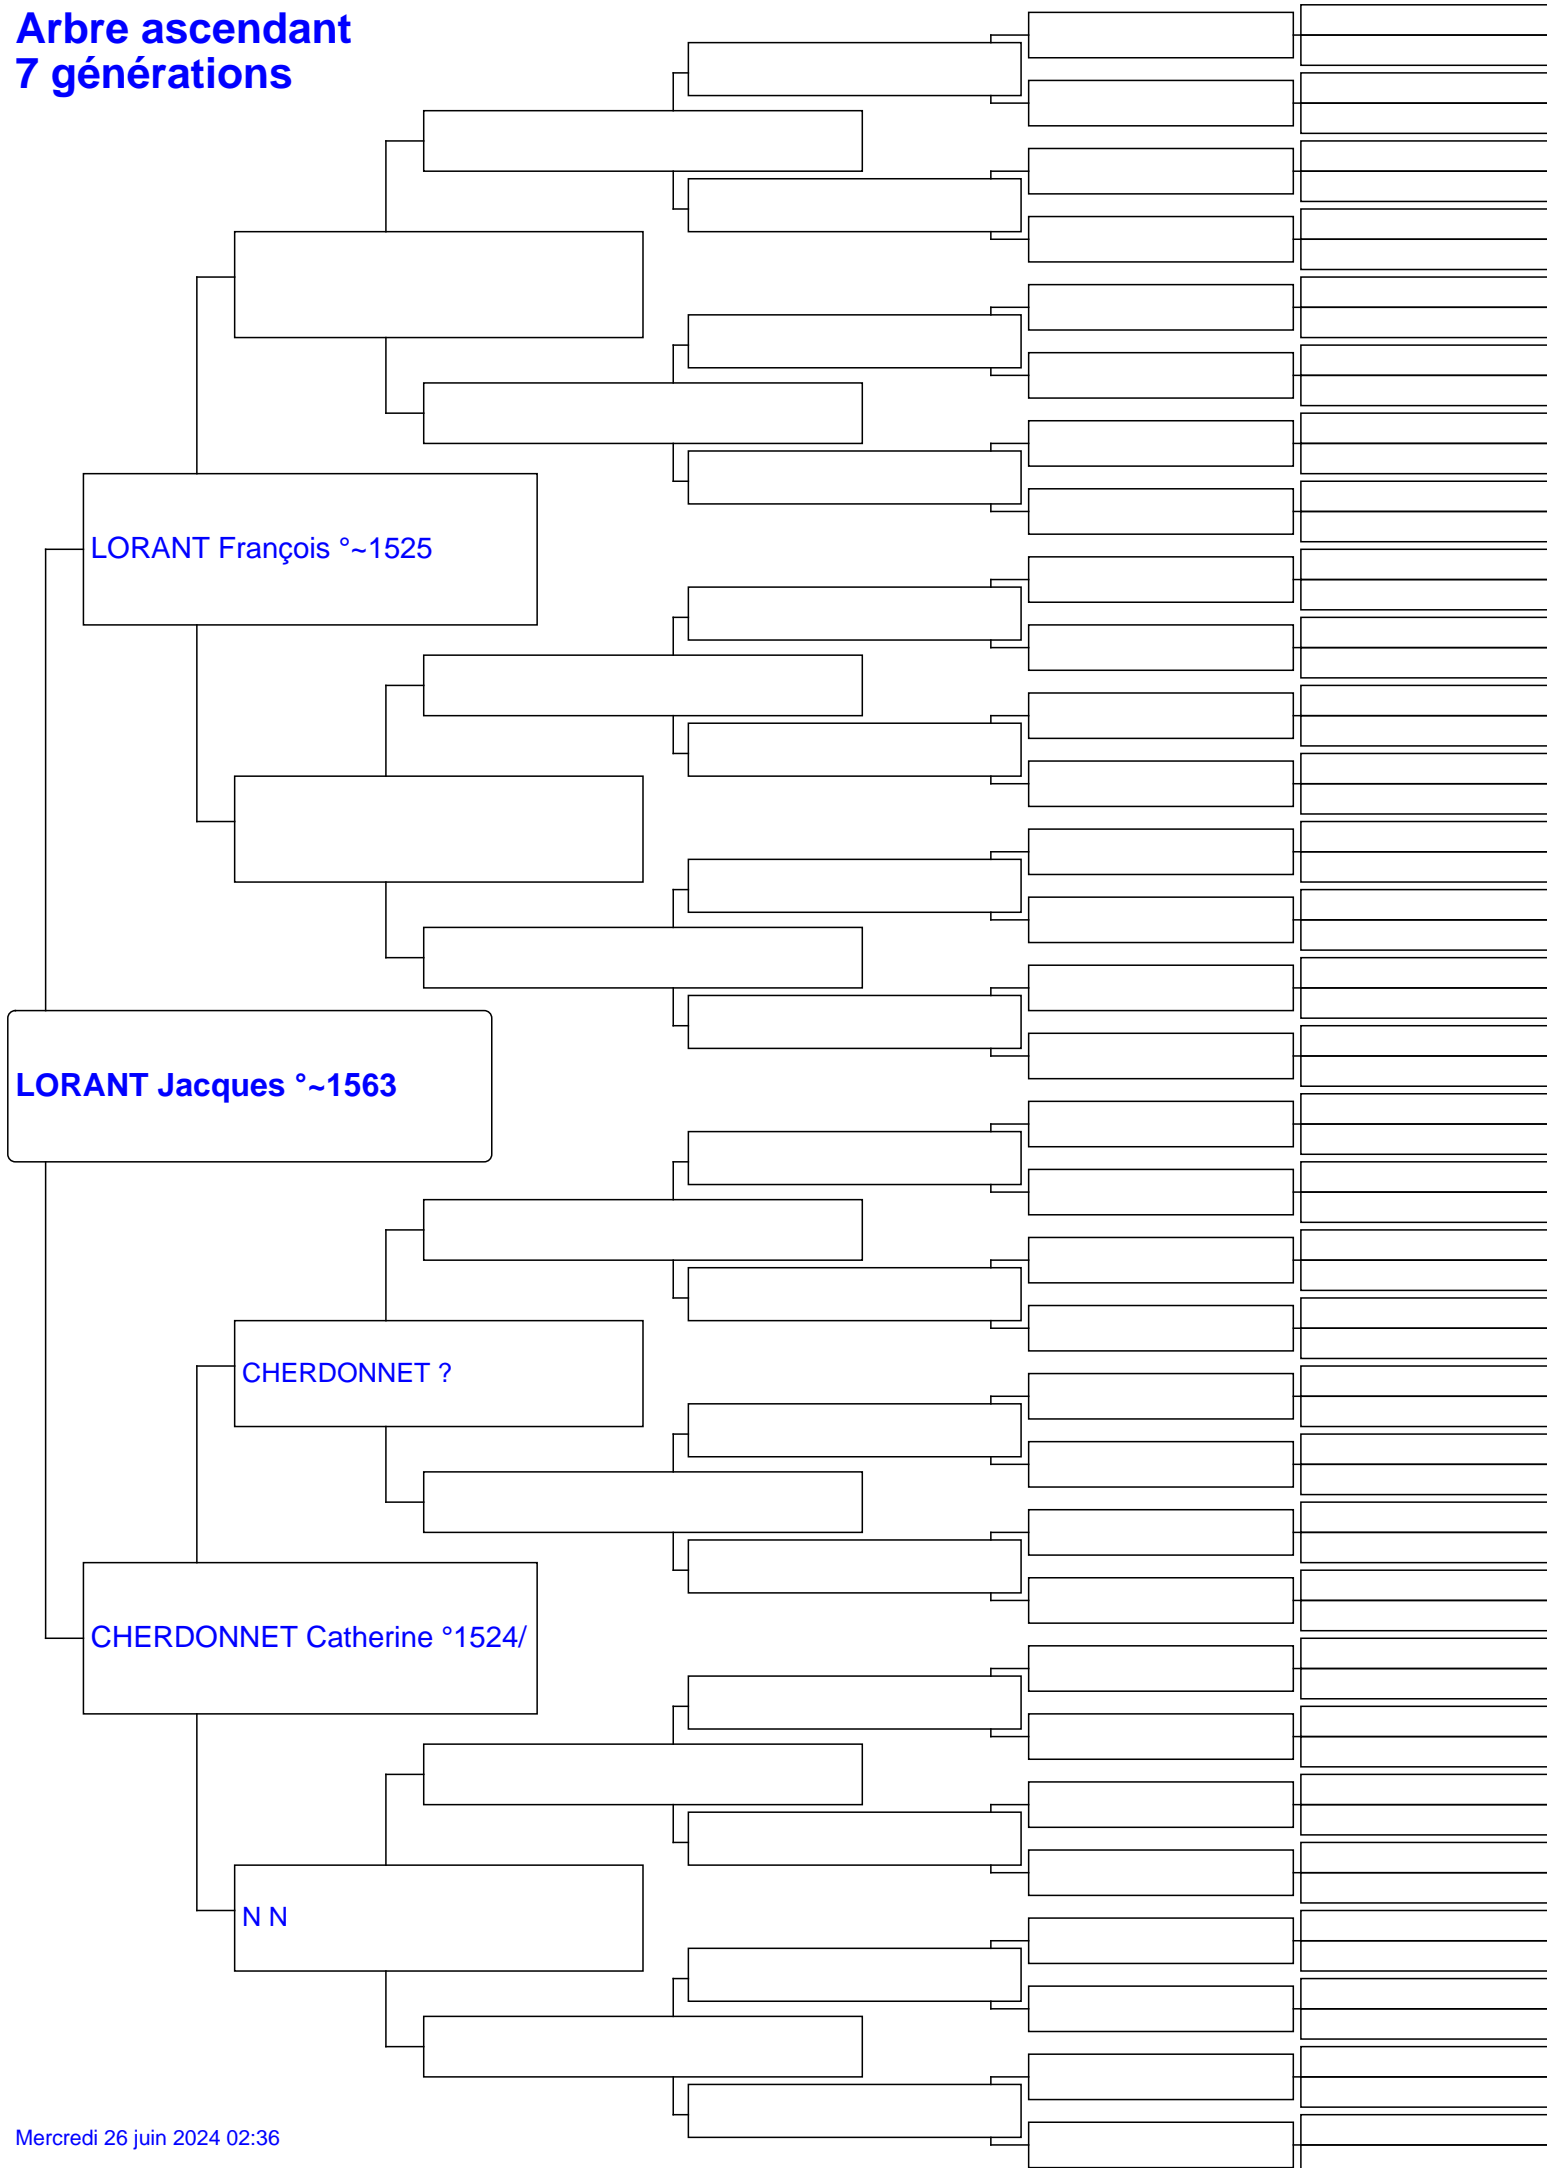 Arbre ascendant
7 générations
LORANT François °~1525
LORANT Jacques °~1563
CHERDONNET ?
CHERDONNET Catherine °1524/
N N
Mercredi 26 juin 2024 02:36